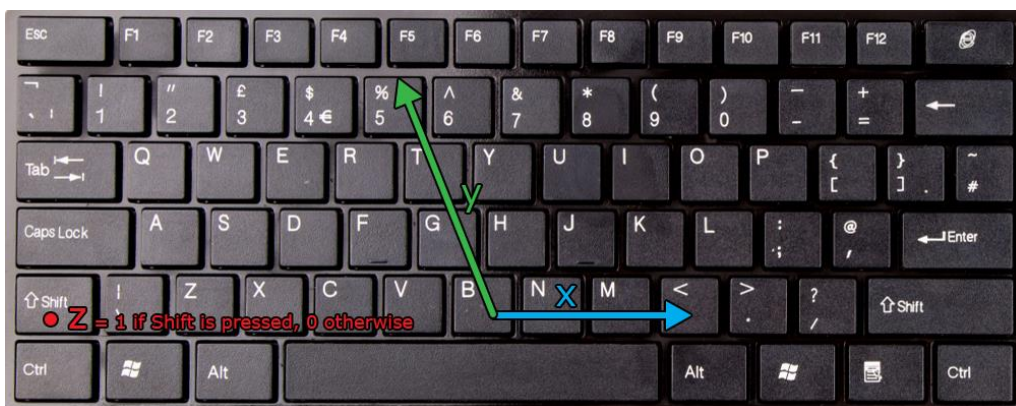 Esc F1 F2 F3 F4 F5 F6 F7 F8 F9 F10 F11 F12
¬ ! " £ $ % ^ & * ( ) — +
` ¦ 1 2 3 4 € 5 6 7 8 9 0 - = ←
Tab Q W E R T Y U I O P { } ~
[ ] #
y
Caps Lock A S D F G H J K L : @ Enter
; '
Shift | Z X C V B N X M < > ? Shift
\ . /
Z = 1 if Shift is pressed, 0 otherwise
Ctrl Alt Alt Ctrl